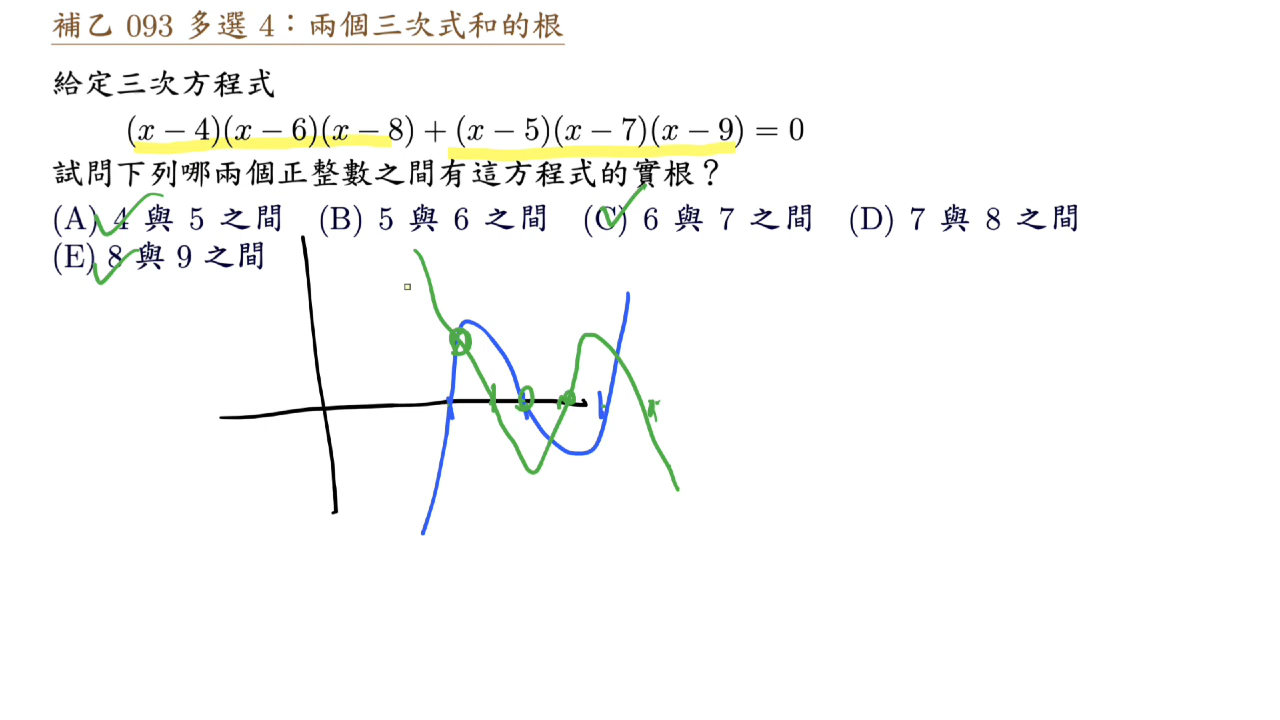 補乙 093 多選 4：兩個三次式和的根
給定三次方程式
(x − 4)(x − 6)(x − 8) + (x − 5)(x − 7)(x − 9) = 0
試問下列哪兩個正整數之間有這方程式的實根？
(A) 4 與 5 之間 (B) 5 與 6 之間 (C) 6 與 7 之間 (D) 7 與 8 之間
(E) 8 與 9 之間